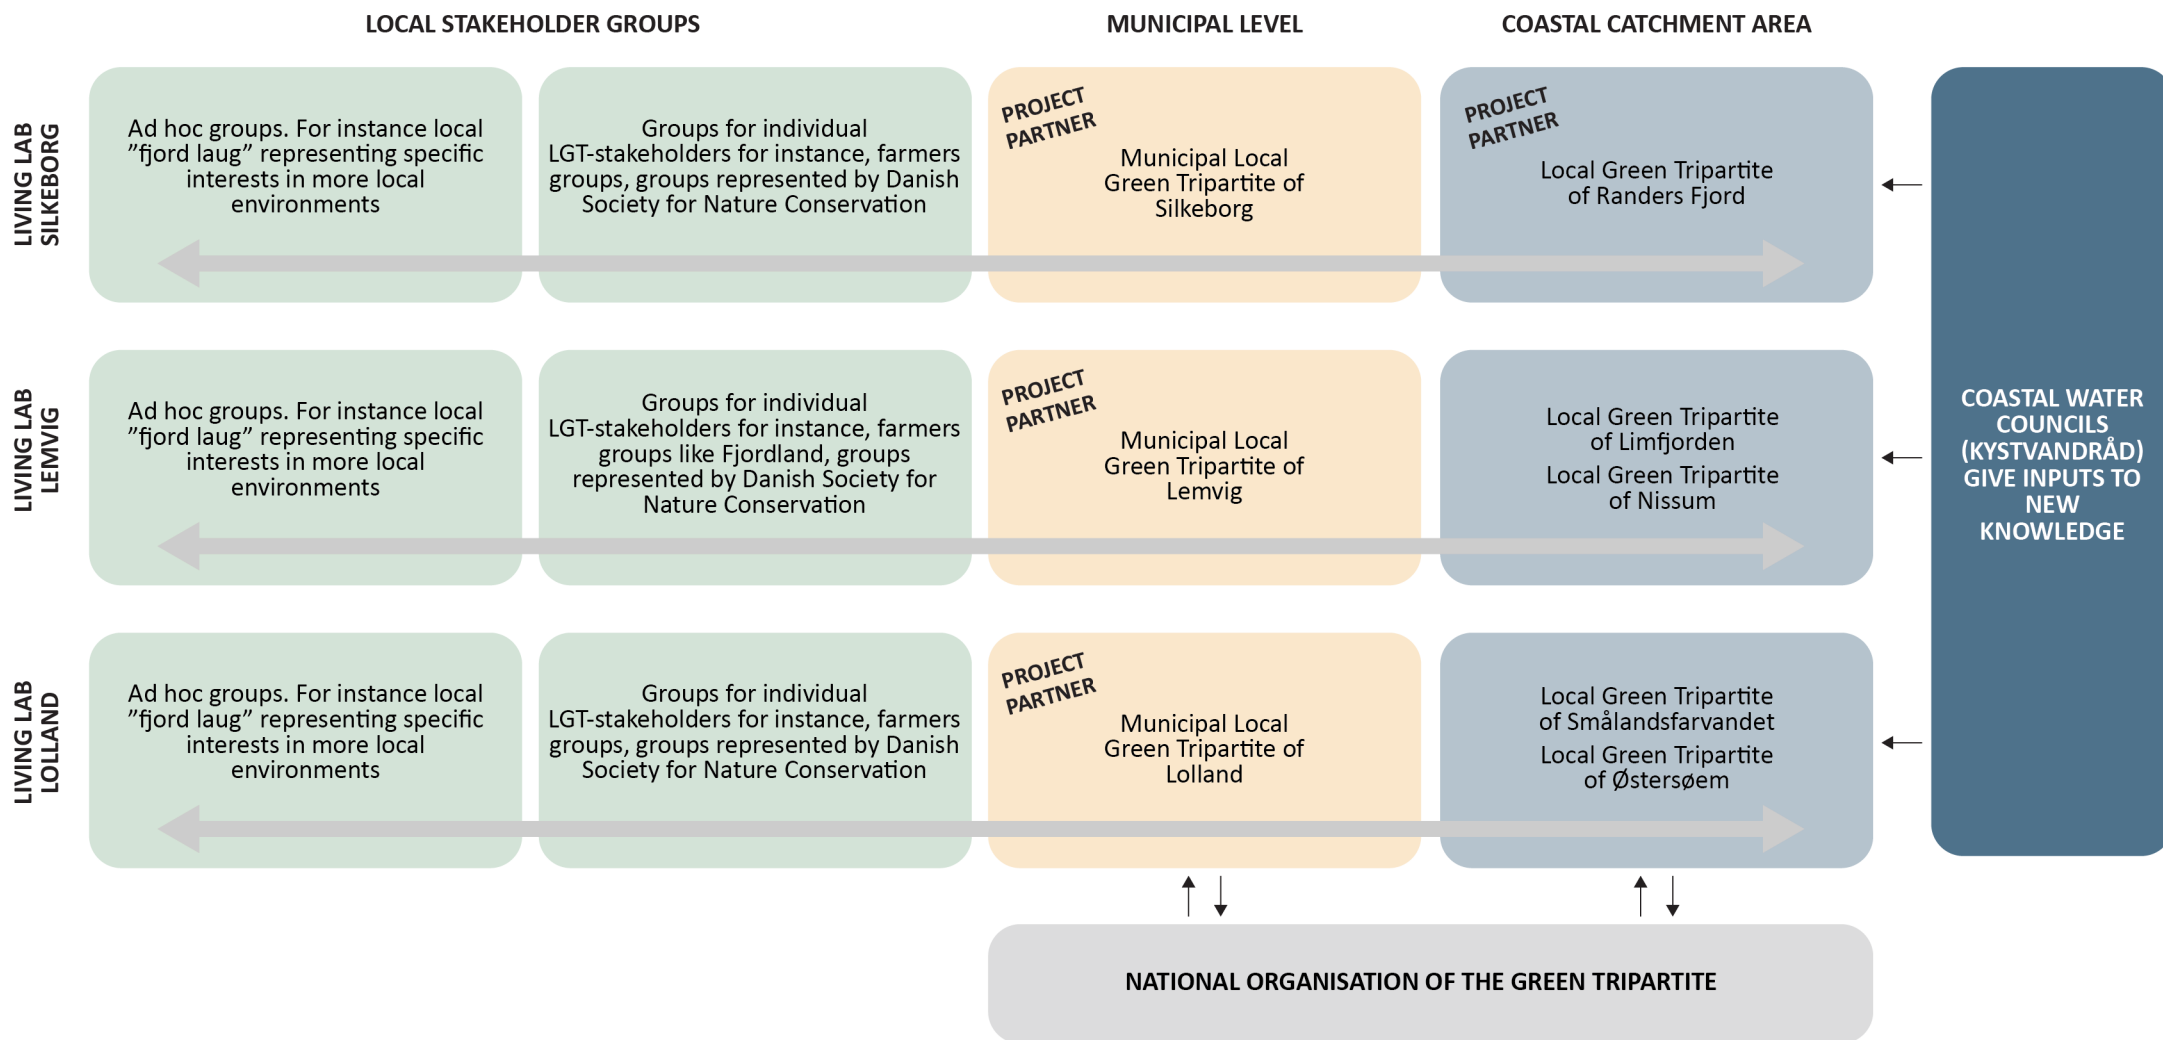 LOCAL STAKEHOLDER GROUPS
MUNICIPAL LEVEL
COASTAL CATCHMENT AREA
LIVING LAB
SILKEBORG
Ad hoc groups. For instance local
”fjord laug” representing specific
interests in more local
environments
Groups for individual
LGT-stakeholders for instance, farmers
groups, groups represented by Danish
Society for Nature Conservation
PROJECT
PARTNER
Municipal Local
Green Tripartite of
Silkeborg
PROJECT
PARTNER
Local Green Tripartite
of Randers Fjord
LIVING LAB
LEMVIG
Ad hoc groups. For instance local
”fjord laug” representing specific
interests in more local
environments
Groups for individual
LGT-stakeholders for instance, farmers
groups like Fjordland, groups
represented by Danish Society for
Nature Conservation
PROJECT
PARTNER
Municipal Local
Green Tripartite of
Lemvig
Local Green Tripartite
of Limfjorden
Local Green Tripartite
of Nissum
LIVING LAB
LOLLAND
Ad hoc groups. For instance local
”fjord laug” representing specific
interests in more local
environments
Groups for individual
LGT-stakeholders for instance, farmers
groups, groups represented by Danish
Society for Nature Conservation
PROJECT
PARTNER
Municipal Local
Green Tripartite of
Lolland
Local Green Tripartite
of Smålandsfarvandet
Local Green Tripartite
of Østersøem
COASTAL WATER
COUNCILS
(KYSTVANDRÅD)
GIVE INPUTS TO
NEW
KNOWLEDGE
NATIONAL ORGANISATION OF THE GREEN TRIPARTITE